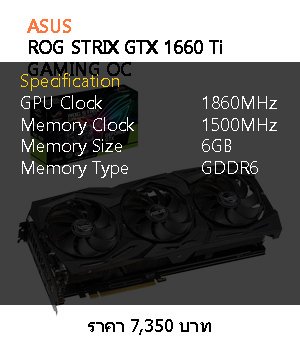 ASUS
ROG STRIX GTX 1660 Ti
GAMING OC
Specification
GPU Clock 1860MHz
Memory Clock 1500MHz
Memory Size 6GB
Memory Type GDDR6
ราคา 7,350 บาท